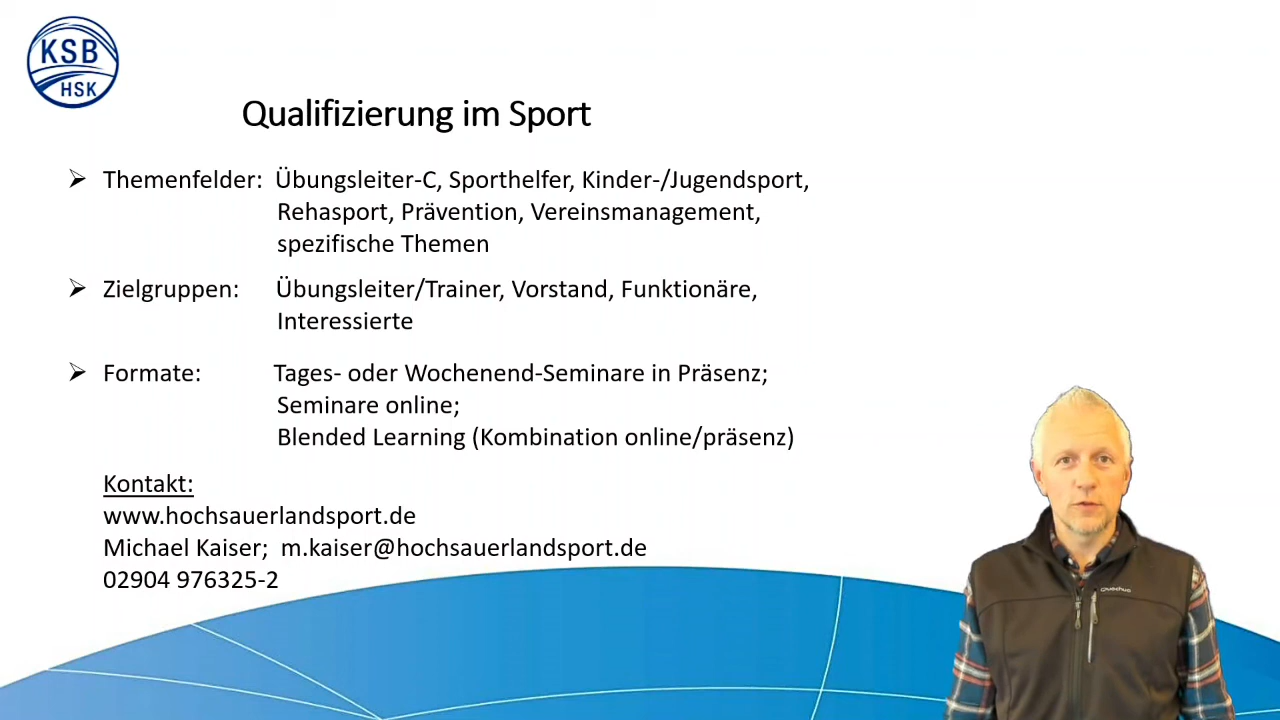 KSB
HSK
Qualifizierung im Sport
➢ Themenfelder: Übungsleiter-C, Sporthelfer, Kinder-/Jugendsport,
Rehasport, Prävention, Vereinsmanagement,
spezifische Themen
➢ Zielgruppen: Übungsleiter/Trainer, Vorstand, Funktionäre,
Interessierte
➢ Formate: Tages- oder Wochenend-Seminare in Präsenz;
Seminare online;
Blended Learning (Kombination online/präsenz)
Kontakt:
www.hochsauerlandsport.de
Michael Kaiser; m.kaiser@hochsauerlandsport.de
02904 976325-2
Quechua